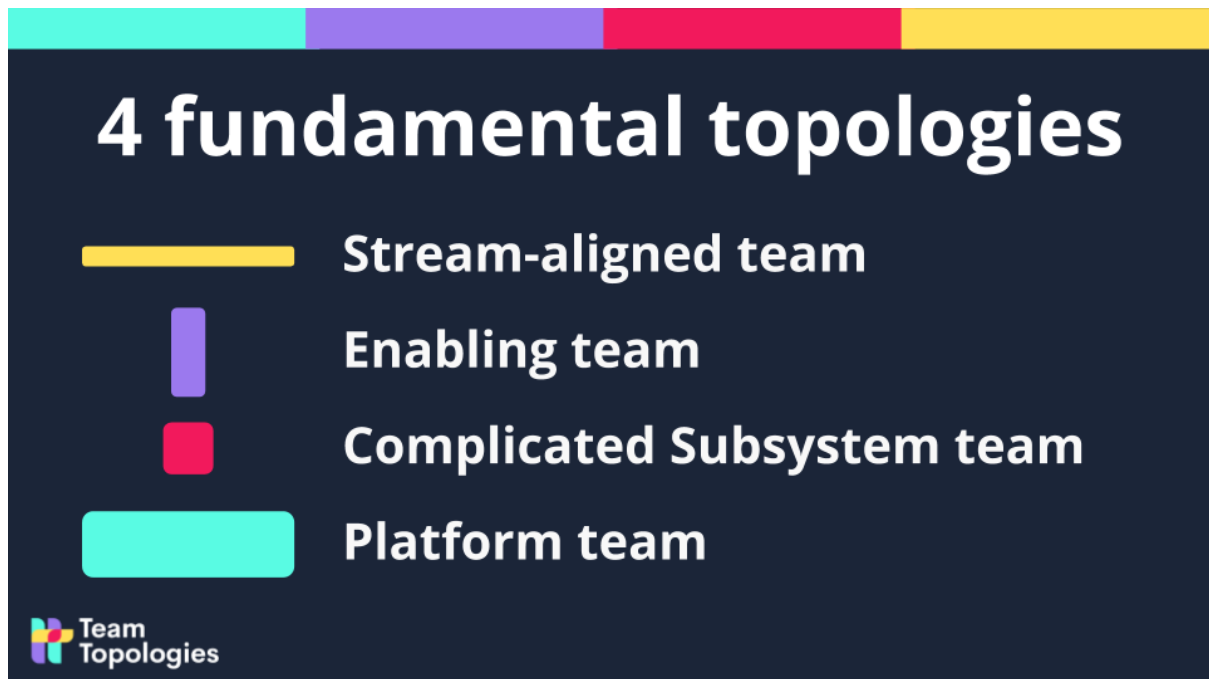 4 fundamental topologies
Stream-aligned team
Enabling team
Complicated Subsystem team
Platform team
Team
Topologies